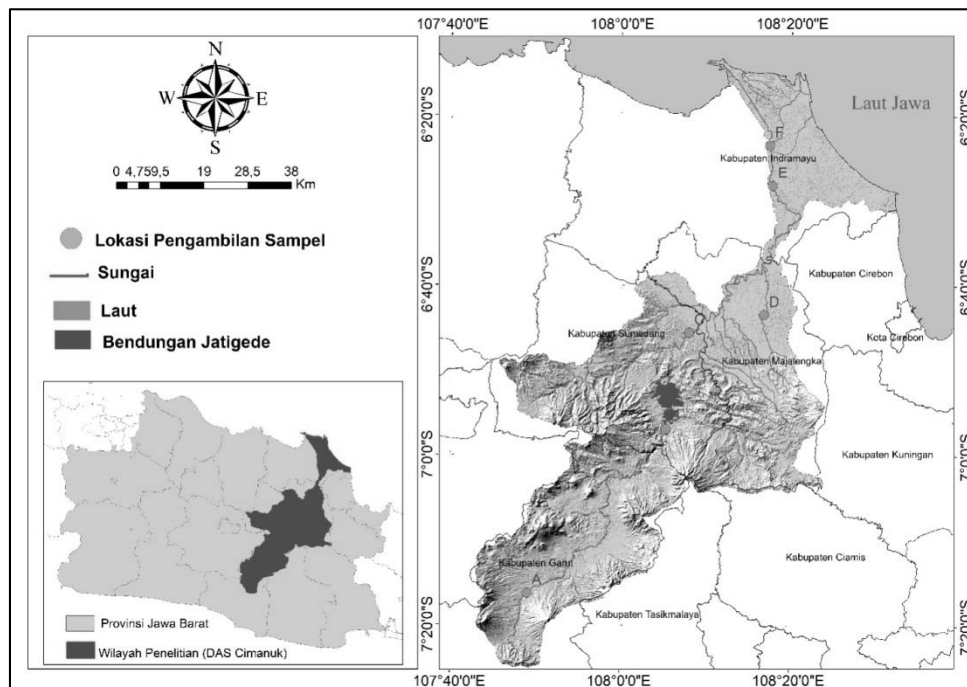 N
W
E
S
0 4,759,5 19 28,5 38
Km
Lokasi Pengambilan Sampel
Sungai
Laut
Bendungan Jatigede
Provinsi Jawa Barat
Wilayah Penelitian (DAS Cimanuk)
107°40'0"E 108°0'0"E 108°20'0"E
6°20'0"S
6°20'0"S
6°40'0"S
6°40'0"S
7°0'0"S
7°0'0"S
7°20'0"S
7°20'0"S
Laut Jawa
F
Kabupaten Indramayu
E
Kabupaten Cirebon
D
C
Kabupaten Sumedang
Kota Cirebon
Kabupaten Majalengka
Kabupaten Kuningan
Kabupaten Ciamis
Kabupaten Garut
A
Kabupaten Tasikmalaya
107°40'0"E 108°0'0"E 108°20'0"E